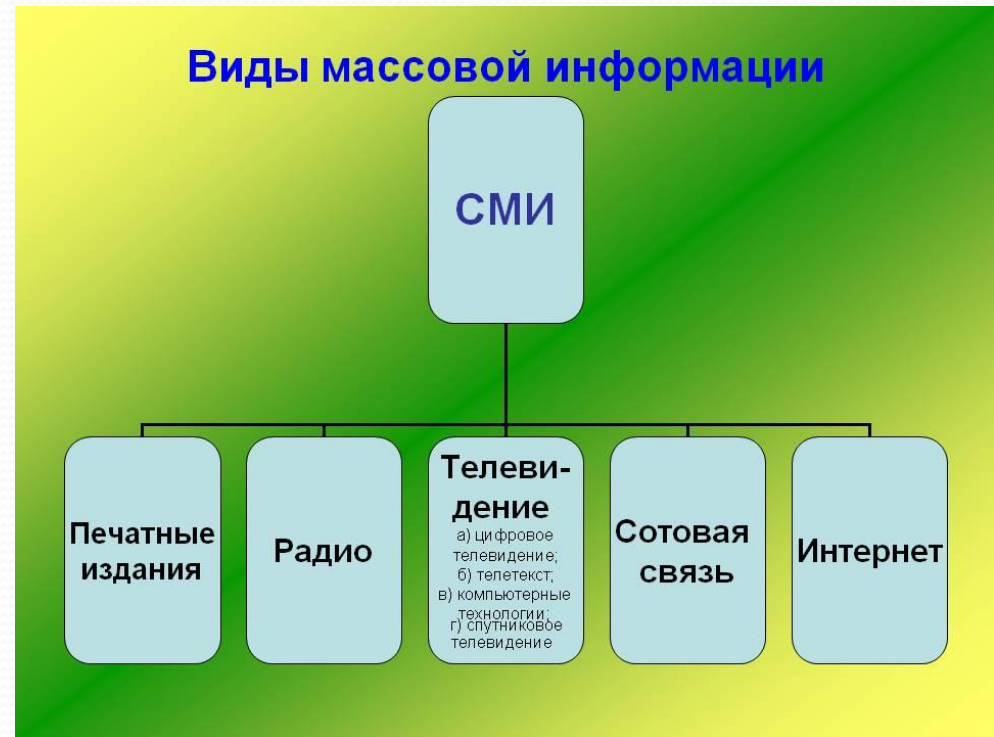 Виды массовой информации
СМИ
Печатные
издания
Радио
Телеви-
дение
а) цифровое
телевидение;
б) телетекст;
в) компьютерные
технологии;
г) спутниковое
телевидение
Сотовая
связь
Интернет